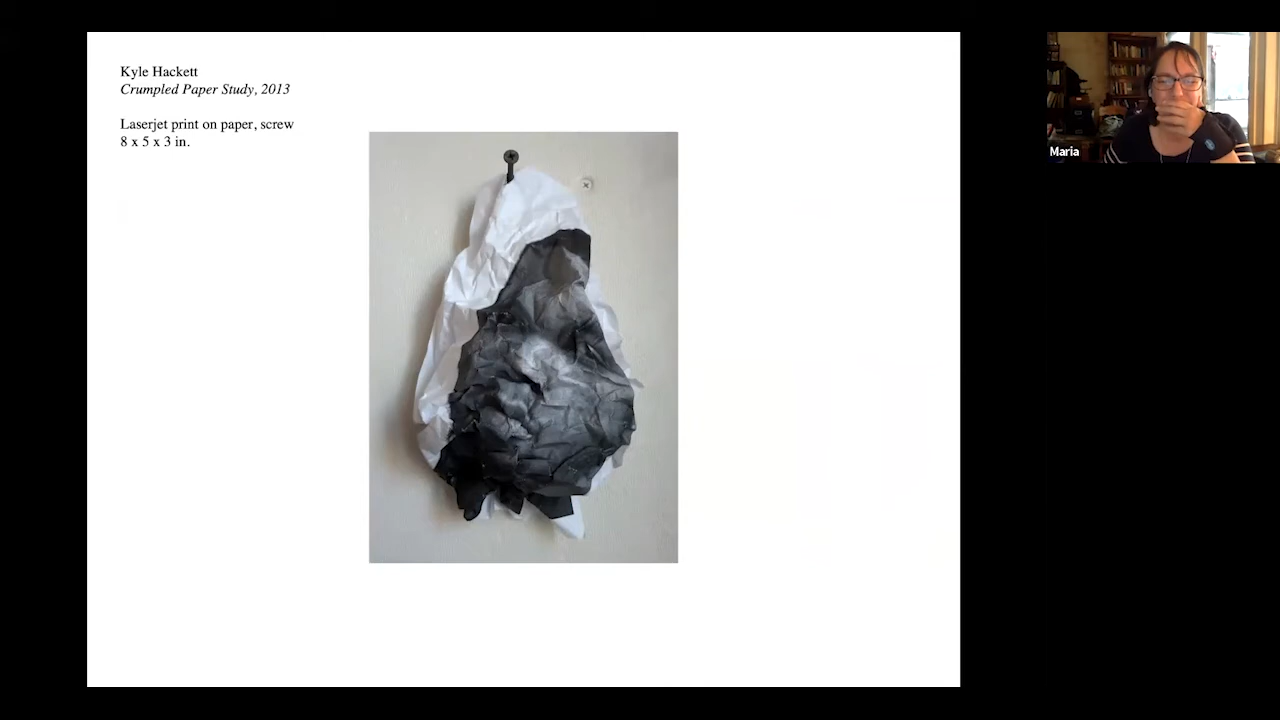 Kyle Hackett
Crumpled Paper Study, 2013
Laserjet print on paper, screw
8 x 5 x 3 in.
Maria